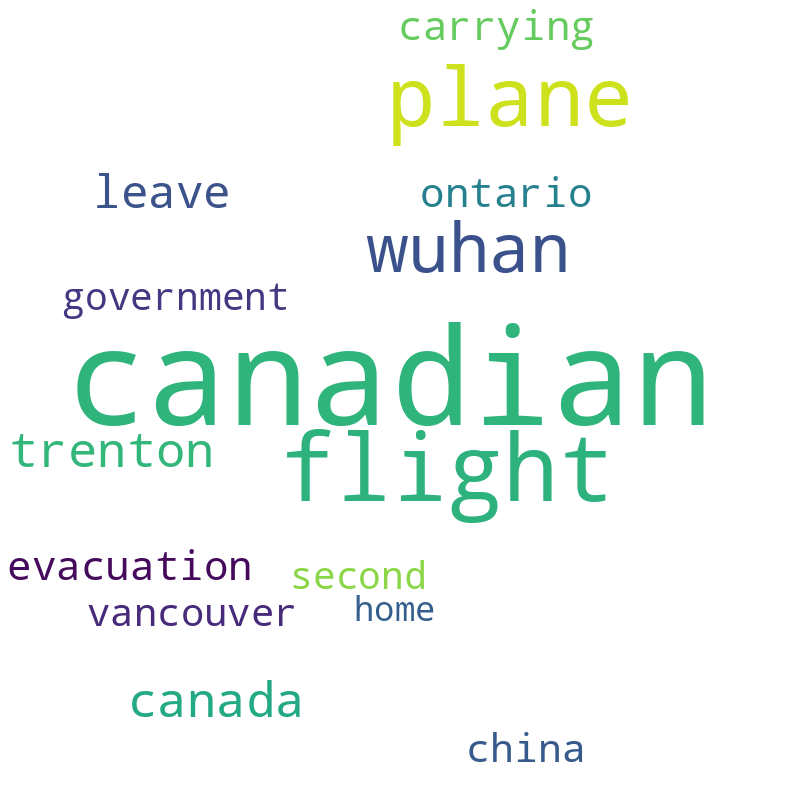 carrying
plane
leave
ontario
wuhan
government
canadian
trenton
flight
evacuation
second
vancouver
home
canada
china